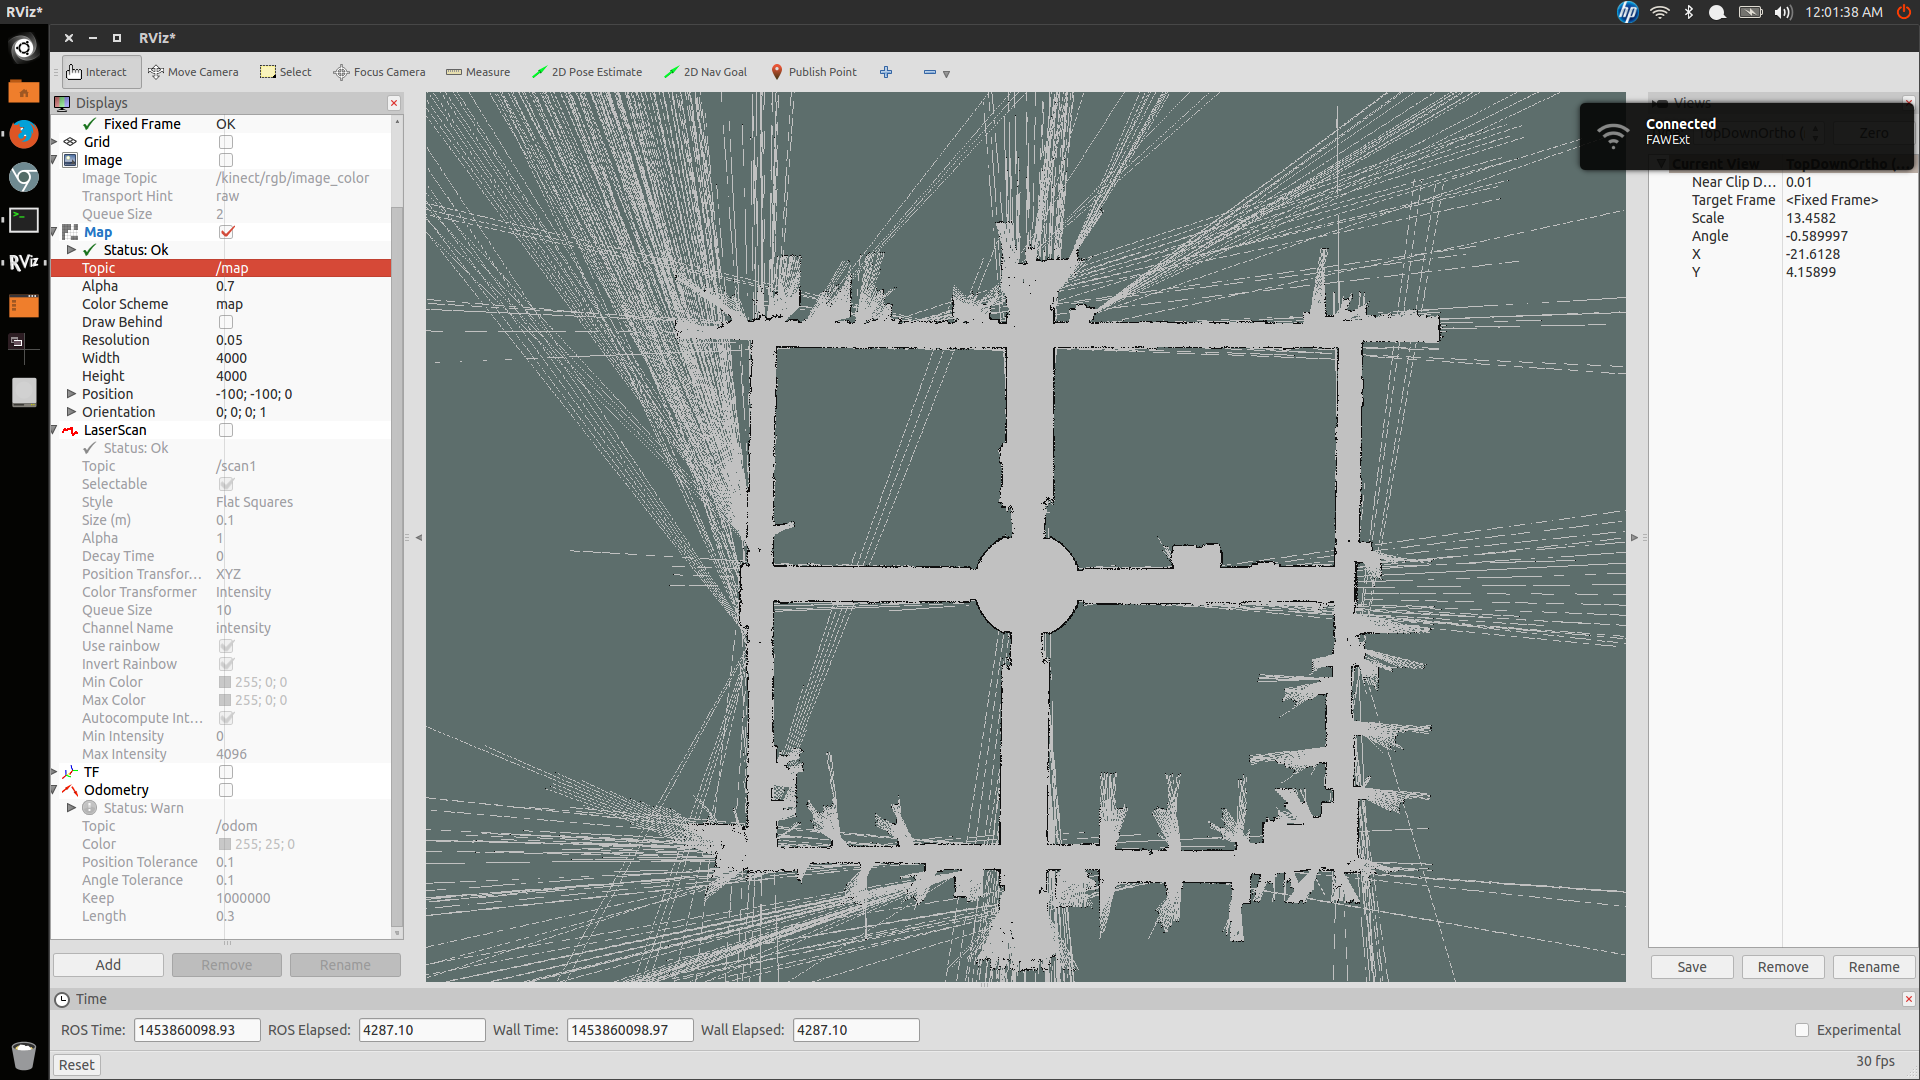 RViz*
hp
12:01:38 AM
RViz*
Interact
Move Camera
Select
Focus Camera
Measure
2D Pose Estimate
2D Nav Goal
Publish Point
Displays
Fixed Frame OK
Grid
Image
Image Topic /kinect/rgb/image_color
Transport Hint raw
Queue Size 2
Map
Status: Ok
Topic /map
Alpha 0.7
Color Scheme map
Draw Behind
Resolution 0.05
Width 4000
Height 4000
Position -100; -100; 0
Orientation 0; 0; 0; 1
LaserScan
Status: Ok
Topic /scan1
Selectable
Style Flat Squares
Size (m) 0.1
Alpha 1
Decay Time 0
Position Transfor... XYZ
Color Transformer Intensity
Queue Size 10
Channel Name intensity
Use rainbow
Invert Rainbow
Min Color 255; 0; 0
Max Color 255; 0; 0
Autocompute Int...
Min Intensity 0
Max Intensity 4096
TF
Odometry
Status: Warn
Topic /odom
Color 255; 25; 0
Position Tolerance 0.1
Angle Tolerance 0.1
Keep 1000000
Length 0.3
Add Remove Rename
Views
Connected
FAWExt
TopDownOrtho (
Zero
Current View TopDownOrtho (...
Near Clip D... 0.01
Target Frame <Fixed Frame>
Scale 13.4582
Angle -0.589997
X -21.6128
Y 4.15899
Save Remove Rename
Time
ROS Time: 1453860098.93 ROS Elapsed: 4287.10 Wall Time: 1453860098.97 Wall Elapsed: 4287.10 Experimental
Reset
30 fps
RViz